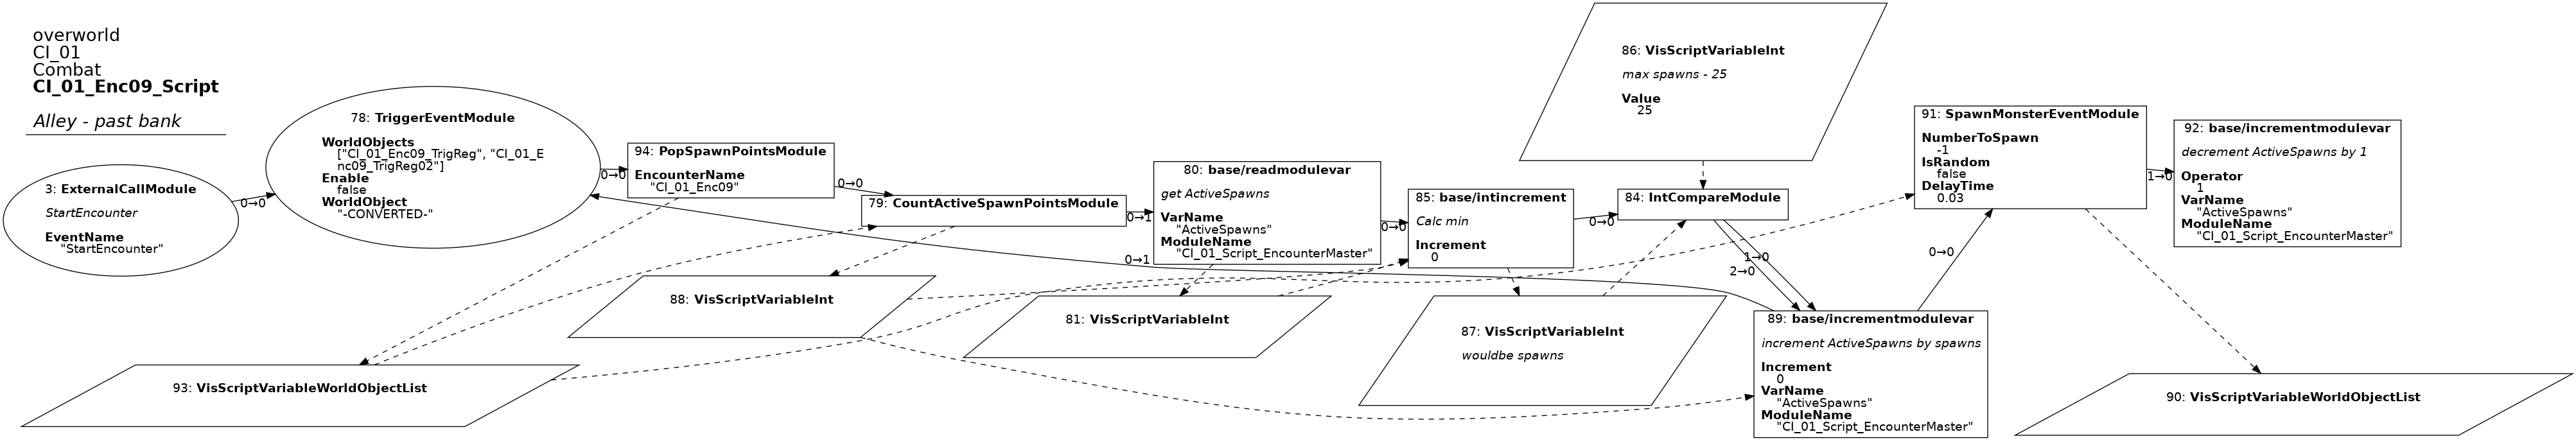 overworld
CI_01
Combat
CI_01_Enc09_Script
Alley - past bank
3: ExternalCallModule
StartEncounter
EventName
"StartEncounter"
0→0
78: TriggerEventModule
WorldObjects
["CI_01_Enc09_TrigReg", "CI_01_E
nc09_TrigReg02"]
Enable
false
WorldObject
"-CONVERTED-"
0→0
94: PopSpawnPointsModule
EncounterName
"CI_01_Enc09"
0→0
79: CountActiveSpawnPointsModule
0→1
80: base/readmodulevar
get ActiveSpawns
VarName
"ActiveSpawns"
ModuleName
"CI_01_Script_EncounterMaster"
0→0
85: base/intincrement
Calc min
Increment
0
0→0
86: VisScriptVariableInt
max spawns - 25
Value
25
84: IntCompareModule
1→0
2→0
0→1
91: SpawnMonsterEventModule
NumberToSpawn
-1
IsRandom
false
DelayTime
0.03
1→0
92: base/incrementmodulevar
decrement ActiveSpawns by 1
Operator
1
VarName
"ActiveSpawns"
ModuleName
"CI_01_Script_EncounterMaster"
0→0
88: VisScriptVariableInt
81: VisScriptVariableInt
87: VisScriptVariableInt
wouldbe spawns
89: base/incrementmodulevar
increment ActiveSpawns by spawns
Increment
0
VarName
"ActiveSpawns"
ModuleName
"CI_01_Script_EncounterMaster"
93: VisScriptVariableWorldObjectList
90: VisScriptVariableWorldObjectList